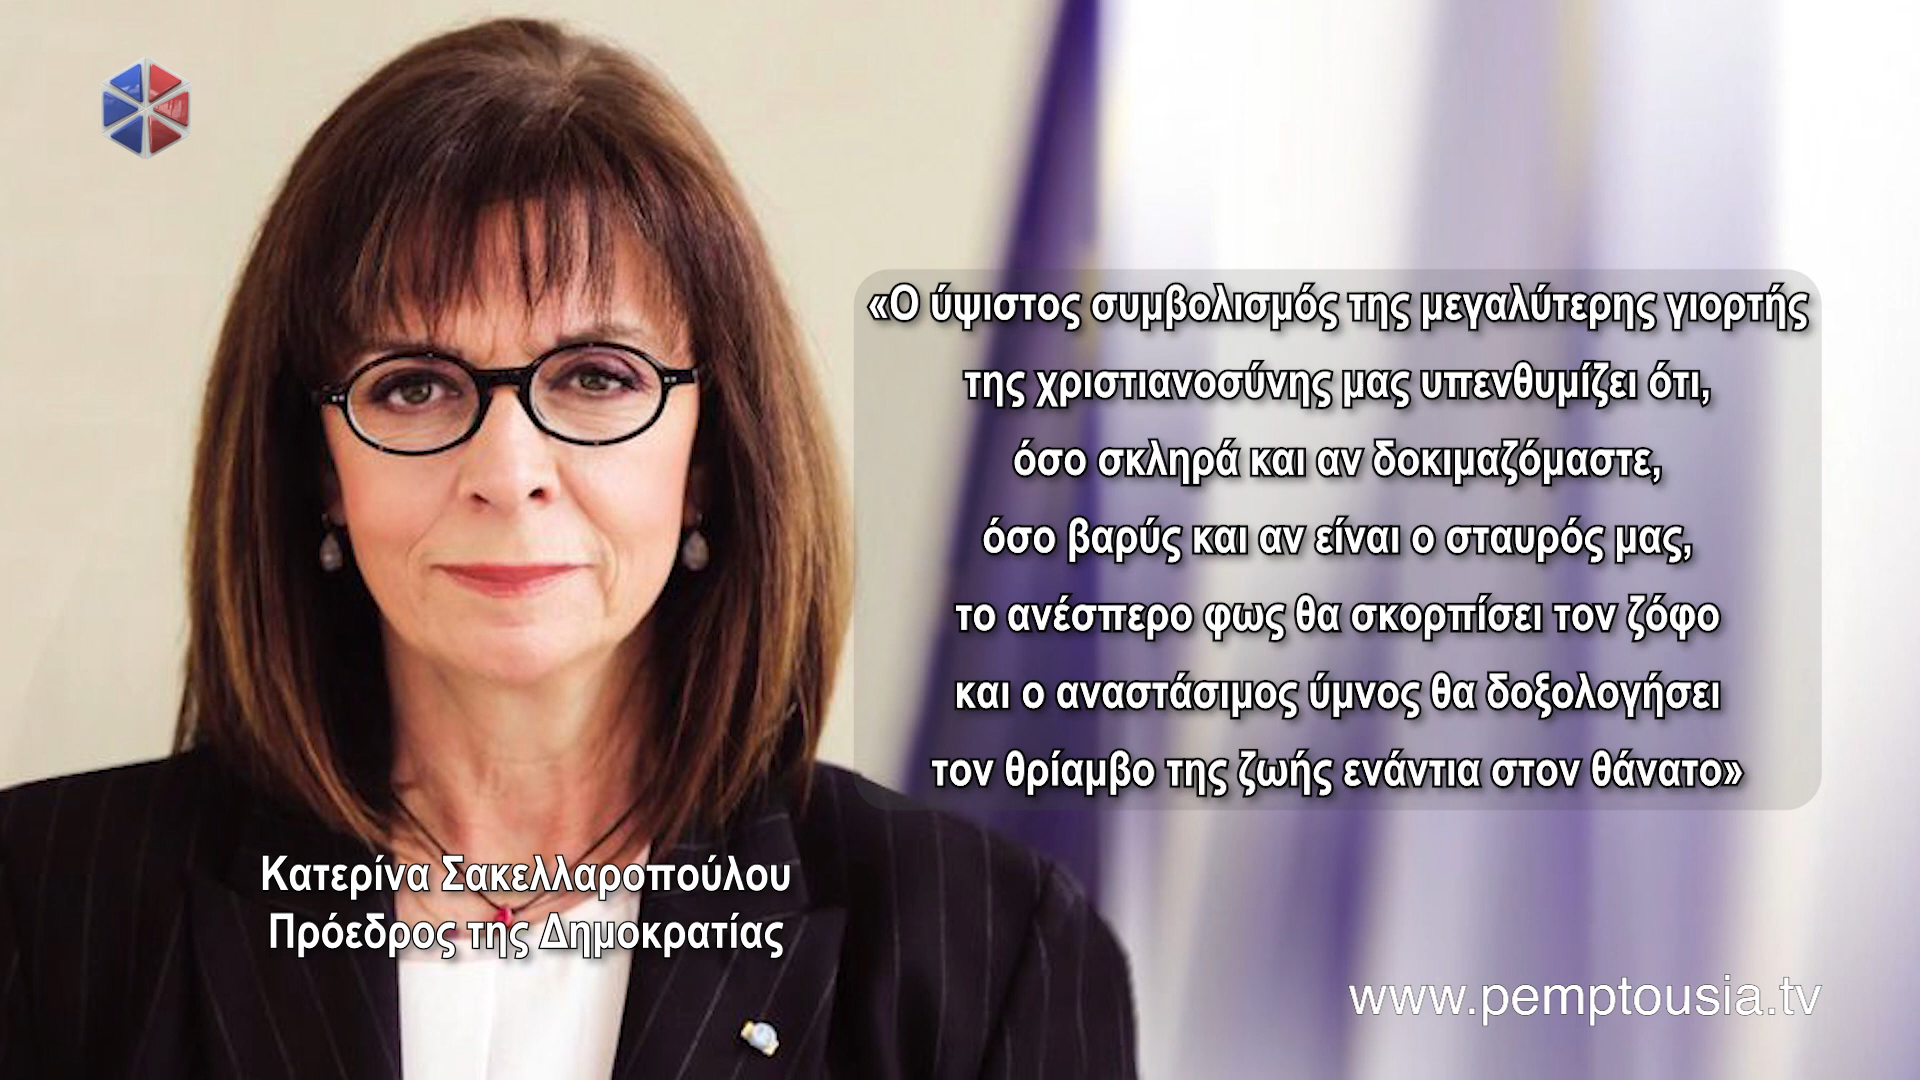 «Ο ύψιστος συμβολισμός της μεγαλύτερης γιορτής
της χριστιανοσύνης μας υπενθυμίζει ότι,
όσο σκληρά και αν δοκιμαζόμαστε,
όσο βαρύς και αν είναι ο σταυρός μας,
το ανέσπερο φως θα σκορπίσει τον ζόφο
και ο αναστάσιμος ύμνος θα δοξολογήσει
τον θρίαμβο της ζωής ενάντια στον θάνατο»
Κατερίνα Σακελλαροπούλου
Πρόεδρος της Δημοκρατίας
www.pemptousia.tv